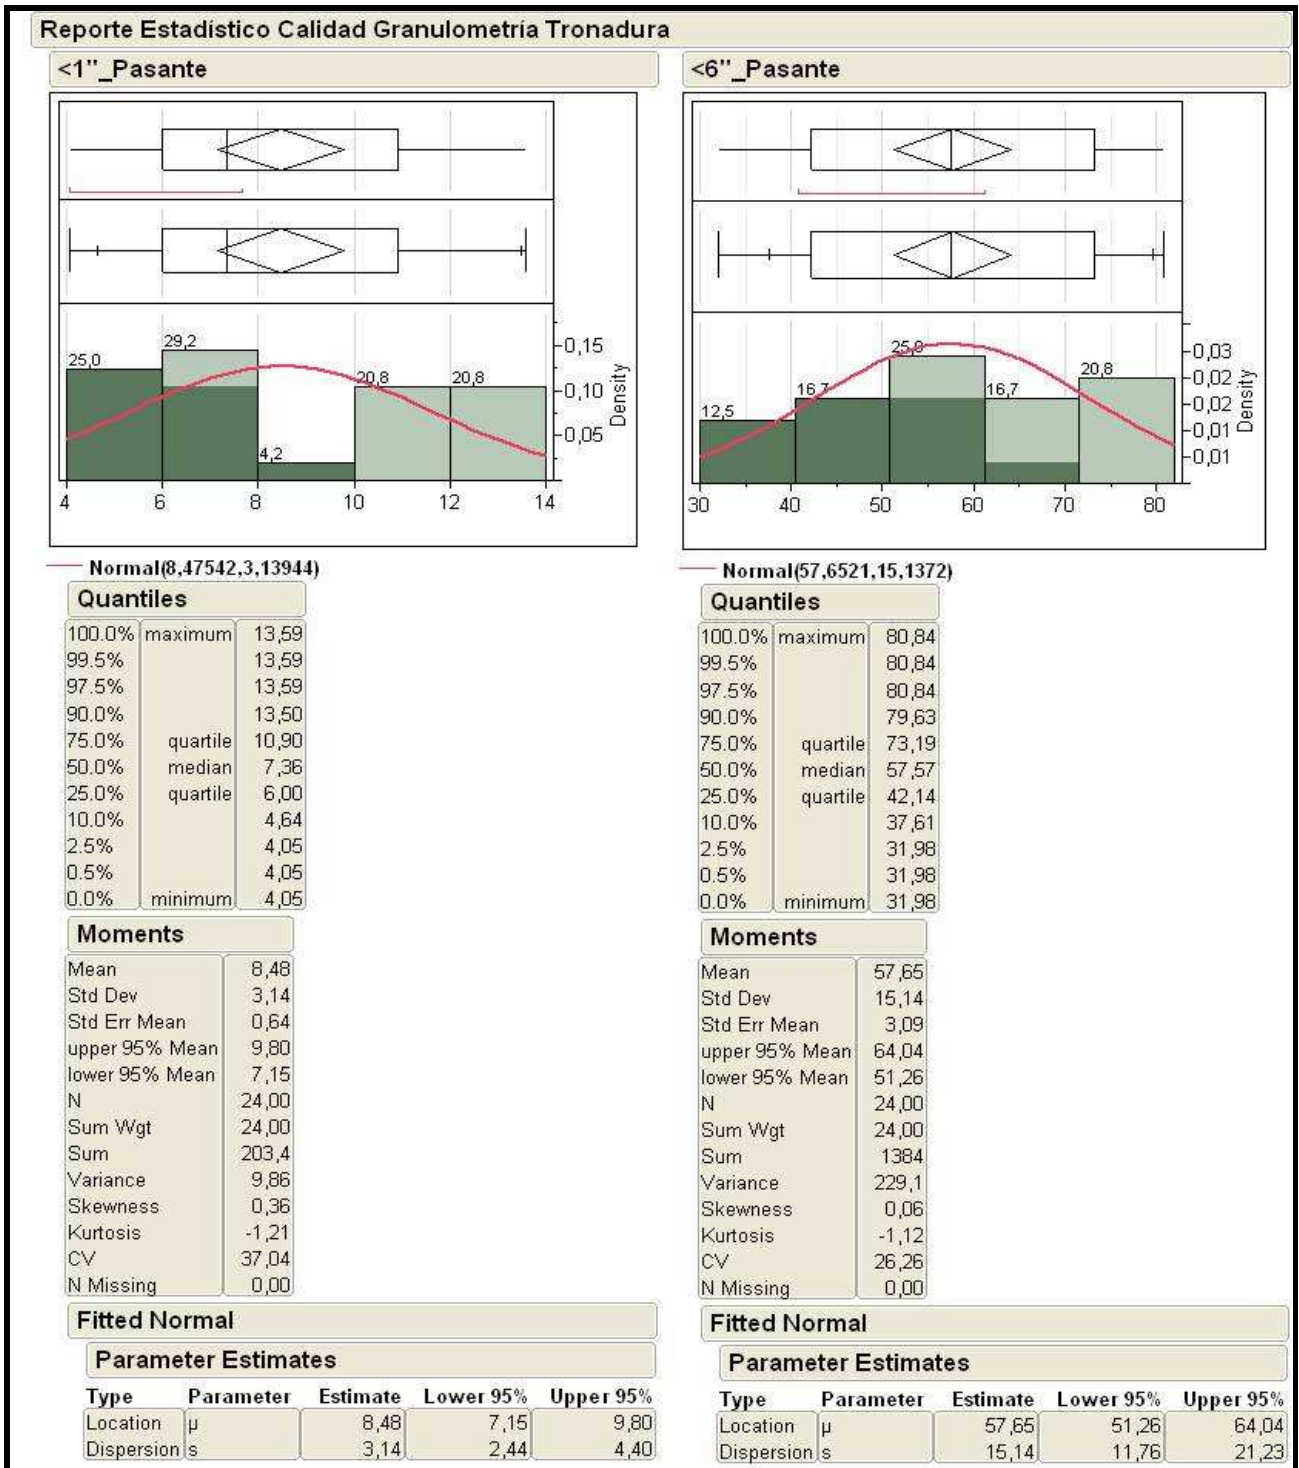 Reporte Estadístico Calidad Granulometría Tronadura
<1"_Pasante
25,0
29,2
4,2
20,8
20,8
0,15
0,10
0,05
Density
4 6 8 10 12 14
Normal(8,47542,3,13944)
Quantiles
100.0% maximum 13,59
99.5% 13,59
97.5% 13,59
90.0% 13,50
75.0% quartile 10,90
50.0% median 7,36
25.0% quartile 6,00
10.0% 4,64
2.5% 4,05
0.5% 4,05
0.0% minimum 4,05
Moments
Mean 8,48
Std Dev 3,14
Std Err Mean 0,64
upper 95% Mean 9,80
lower 95% Mean 7,15
N 24,00
Sum Wgt 24,00
Sum 203,4
Variance 9,86
Skewness 0,36
Kurtosis -1,21
CV 37,04
N Missing 0,00
Fitted Normal
Parameter Estimates
Type Parameter Estimate Lower 95% Upper 95%
Location μ 8,48 7,15 9,80
Dispersion s 3,14 2,44 4,40
<6"_Pasante
12,5
16,7
25,0
16,7
20,8
0,03
0,02
0,02
0,01
0,01
Density
30 40 50 60 70 80
Normal(57,6521,15,1372)
Quantiles
100.0% maximum 80,84
99.5% 80,84
97.5% 80,84
90.0% 79,63
75.0% quartile 73,19
50.0% median 57,57
25.0% quartile 42,14
10.0% 37,61
2.5% 31,98
0.5% 31,98
0.0% minimum 31,98
Moments
Mean 57,65
Std Dev 15,14
Std Err Mean 3,09
upper 95% Mean 64,04
lower 95% Mean 51,26
N 24,00
Sum Wgt 24,00
Sum 1384
Variance 229,1
Skewness 0,06
Kurtosis -1,12
CV 26,26
N Missing 0,00
Fitted Normal
Parameter Estimates
Type Parameter Estimate Lower 95% Upper 95%
Location μ 57,65 51,26 64,04
Dispersion s 15,14 11,76 21,23